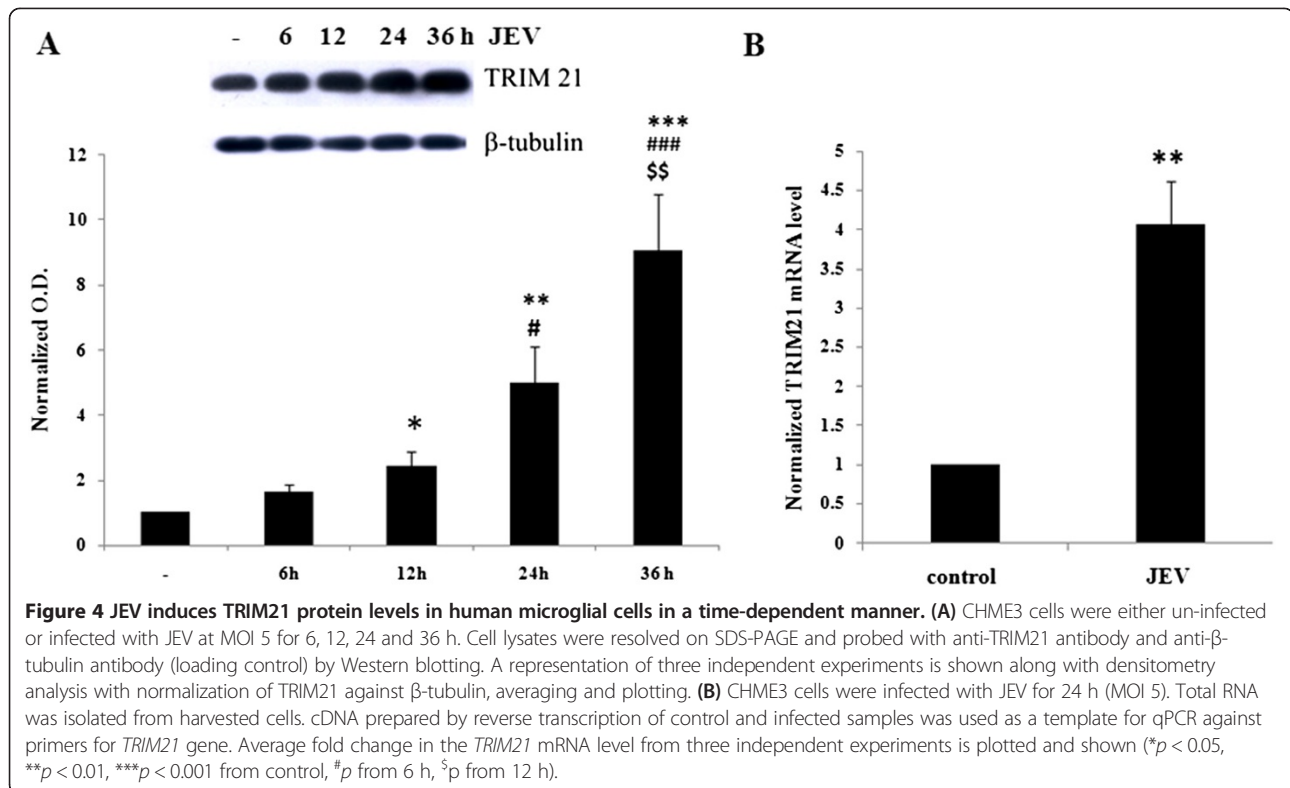 A
- 6 12 24 36 h JEV
TRIM 21
β-tubulin
***
###
$$
**
#
*
12
10
8
6
4
2
0
Normalized O.D.
- 6h 12h 24h 36 h
B
**
5
4.5
4
3.5
3
2.5
2
1.5
1
0.5
0
Normalized TRIM21 mRNA level
control JEV
Figure 4 JEV induces TRIM21 protein levels in human microglial cells in a time-dependent manner. (A) CHME3 cells were either un-infected
or infected with JEV at MOI 5 for 6, 12, 24 and 36 h. Cell lysates were resolved on SDS-PAGE and probed with anti-TRIM21 antibody and anti-β-
tubulin antibody (loading control) by Western blotting. A representation of three independent experiments is shown along with densitometry
analysis with normalization of TRIM21 against β-tubulin, averaging and plotting. (B) CHME3 cells were infected with JEV for 24 h (MOI 5). Total RNA
was isolated from harvested cells. cDNA prepared by reverse transcription of control and infected samples was used as a template for qPCR against
primers for TRIM21 gene. Average fold change in the TRIM21 mRNA level from three independent experiments is plotted and shown (*p < 0.05,
**p < 0.01, ***p < 0.001 from control, #p from 6 h, $p from 12 h).